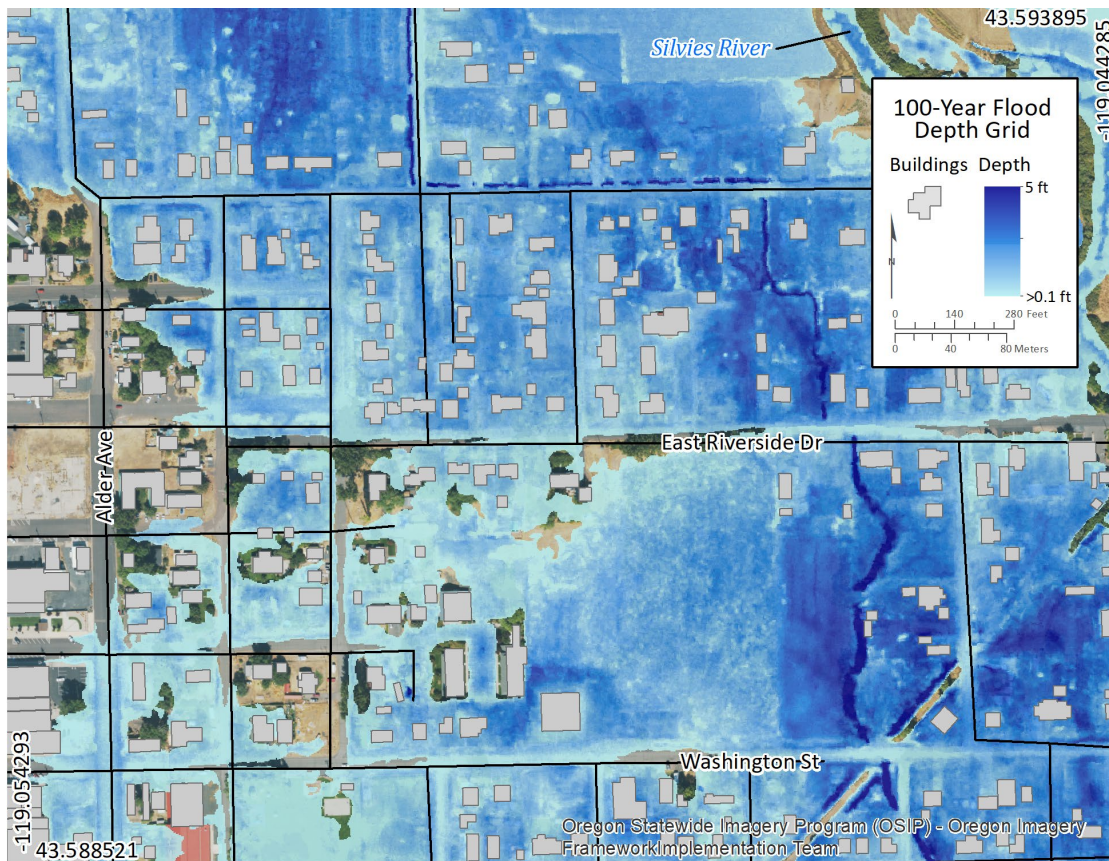 43.593895
-119.044285
Silvies River
100-Year Flood
Depth Grid
Buildings Depth
5 ft
>0.1 ft
N
0 140 280 Feet
0 40 80 Meters
East Riverside Dr
Alder Ave
Washington St
-119.054293
43.588521
Oregon Statewide Imagery Program (OSIP) - Oregon Imagery
FrameworkImplementation Team